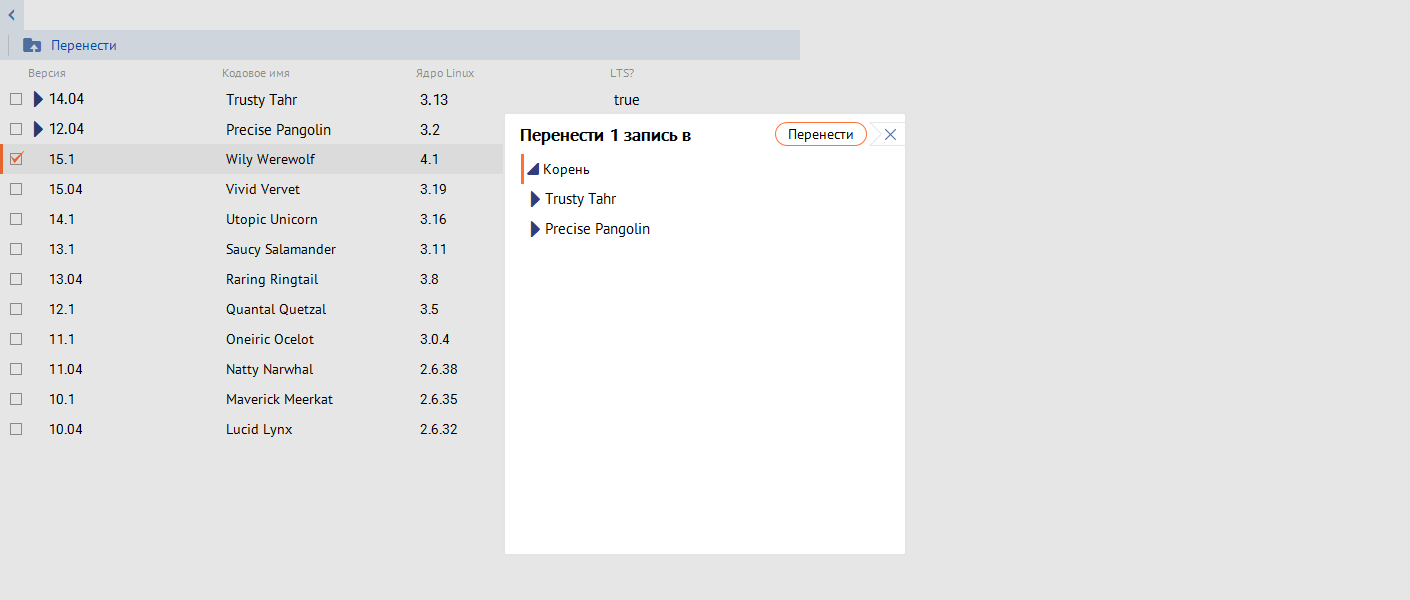 Перенести
Версия Кодовое имя Ядро Linux LTS?
14.04 Trusty Tahr 3.13 true
12.04 Precise Pangolin 3.2
15.1 Wily Werewolf 4.1
15.04 Vivid Vervet 3.19
14.1 Utopic Unicorn 3.16
13.1 Saucy Salamander 3.11
13.04 Raring Ringtail 3.8
12.1 Quantal Quetzal 3.5
11.1 Oneiric Ocelot 3.0.4
11.04 Natty Narwhal 2.6.38
10.1 Maverick Meerkat 2.6.35
10.04 Lucid Lynx 2.6.32
Перенести 1 запись в Перенести
Корень
Trusty Tahr
Precise Pangolin